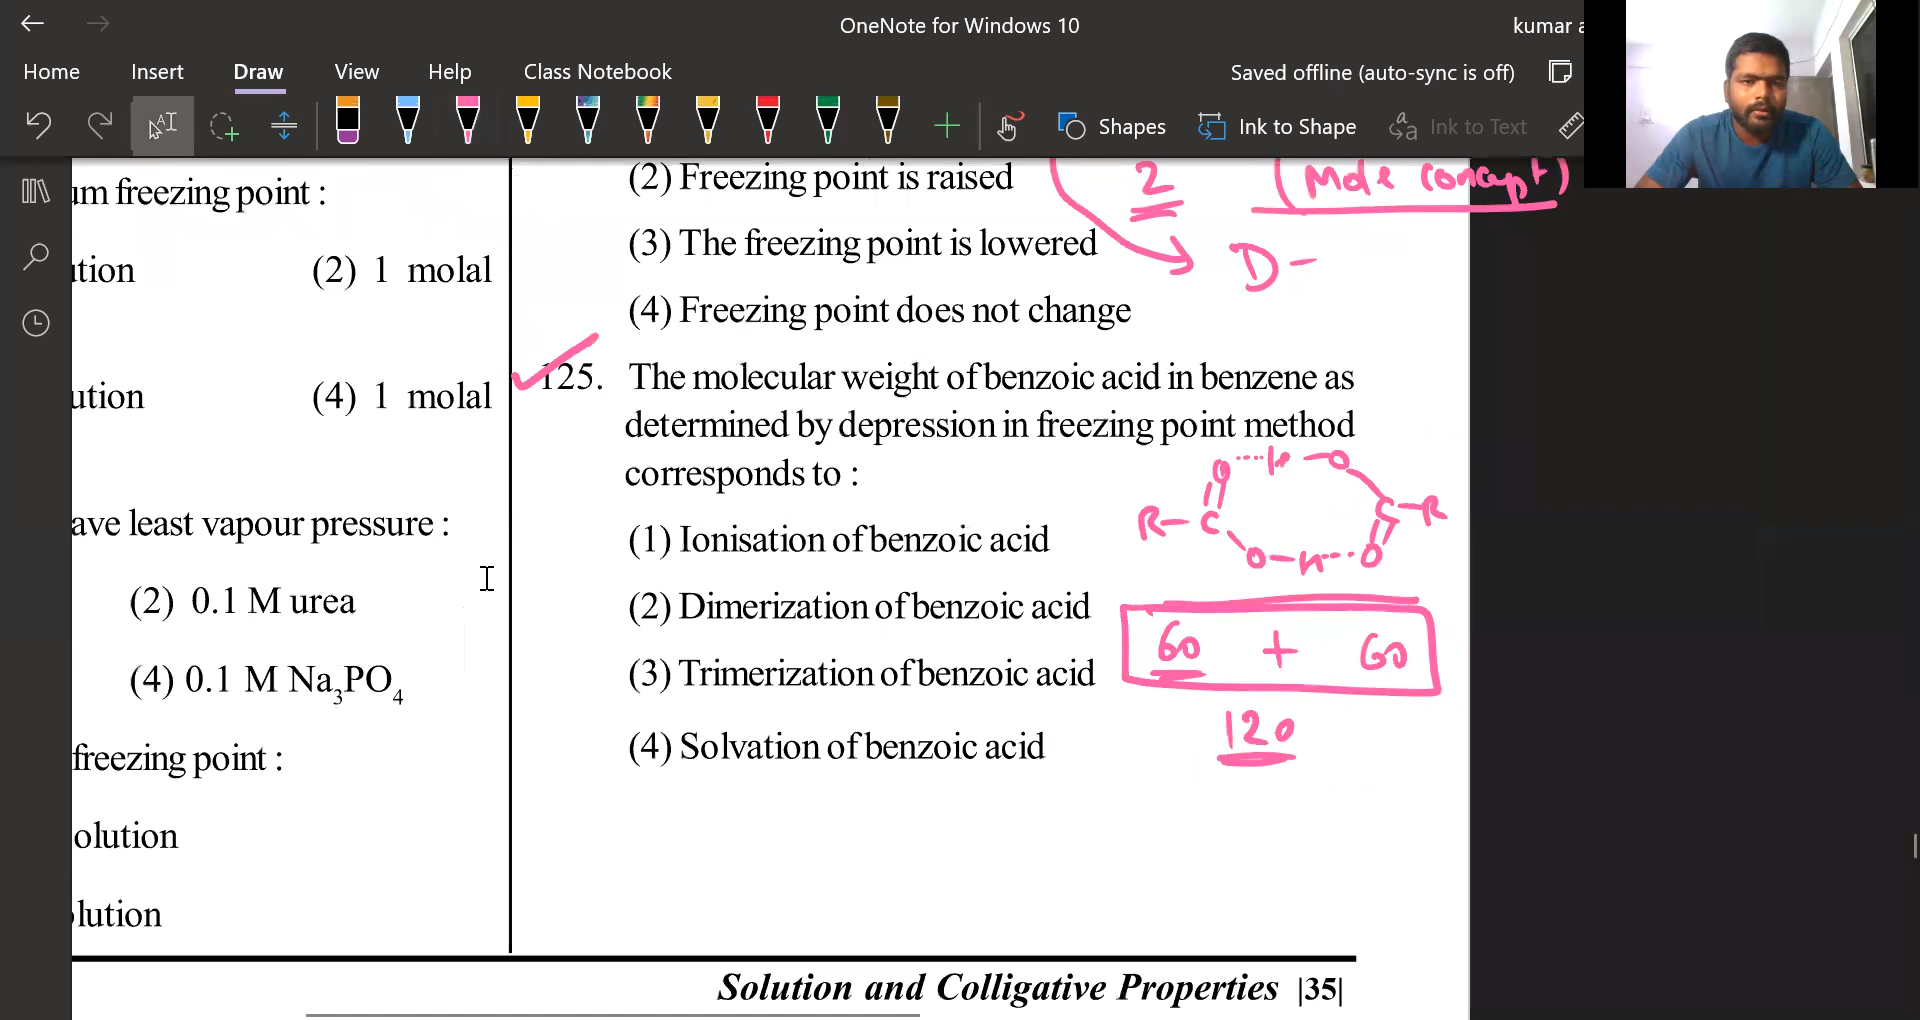 OneNote for Windows 10
kumar a
Home Insert Draw View Help Class Notebook
Saved offline (auto-sync is off)
Shapes Ink to Shape Ink to Text
um freezing point :
ution (2) 1 molal
ution (4) 1 molal
ave least vapour pressure :
(2) 0.1 M urea
(4) 0.1 M Na₃PO₄
freezing point :
olution
lution
(2) Freezing point is raised
(3) The freezing point is lowered
(4) Freezing point does not change
2
(Mole concept)
D -
125. The molecular weight of benzoic acid in benzene as
determined by depression in freezing point method
corresponds to :
(1) Ionisation of benzoic acid
(2) Dimerization of benzoic acid
(3) Trimerization of benzoic acid
(4) Solvation of benzoic acid
O H - O
R - C C - R
O - H O
60 + 60
120
Solution and Colligative Properties |35|